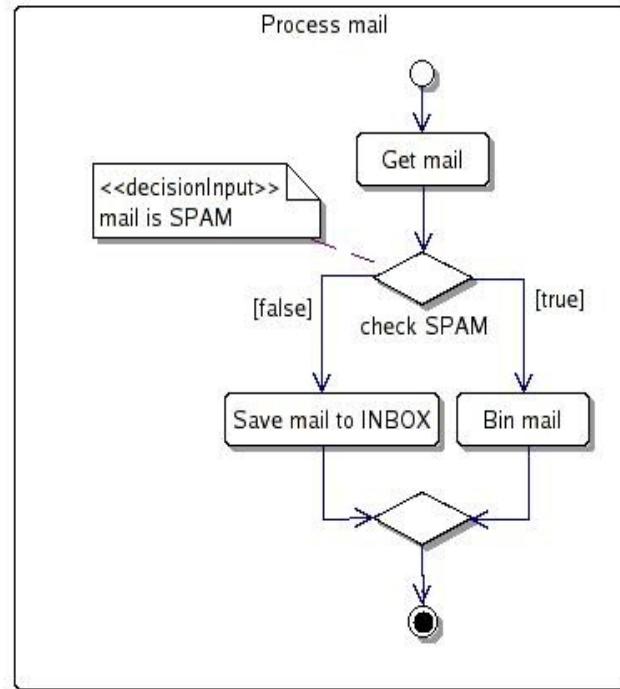 Process mail
Get mail
<<decisionInput>>
mail is SPAM
[false]
[true]
check SPAM
Save mail to INBOX
Bin mail